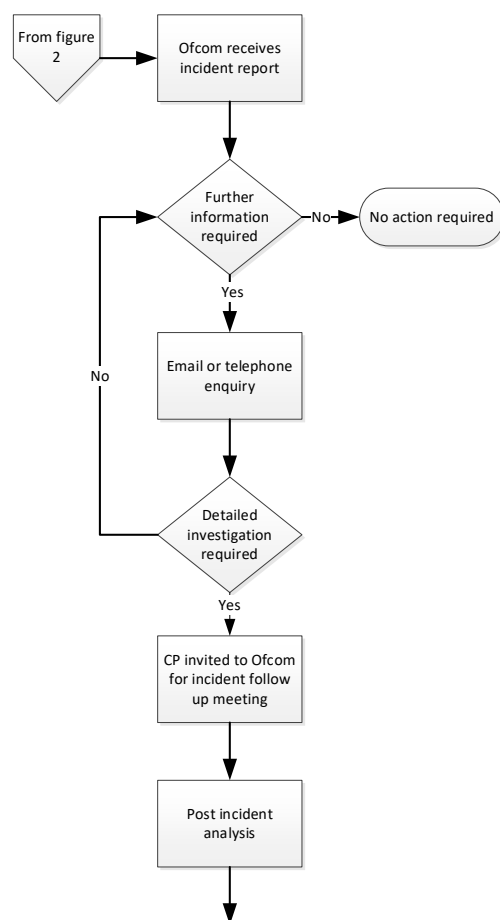 From figure
2
Ofcom receives
incident report
Further
information
required
No
No action required
Yes
Email or telephone
enquiry
No
Detailed
investigation
required
Yes
CP invited to Ofcom
for incident follow
up meeting
Post incident
analysis